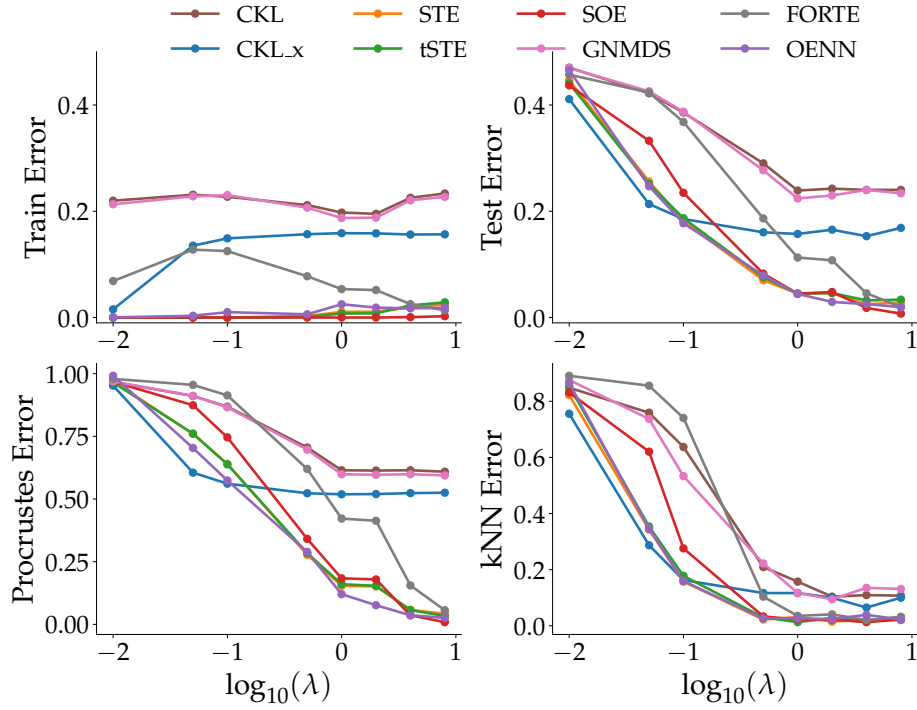 CKL STE SOE FORTE
CKL_x tSTE GNMDS OENN
Train Error
0.4
0.2
0.0
−2 −1 0 1
Test Error
0.4
0.2
0.0
−2 −1 0 1
Procrustes Error
1.00
0.75
0.50
0.25
0.00
−2 −1 0 1
log₁₀(λ)
kNN Error
0.8
0.6
0.4
0.2
0.0
−2 −1 0 1
log₁₀(λ)